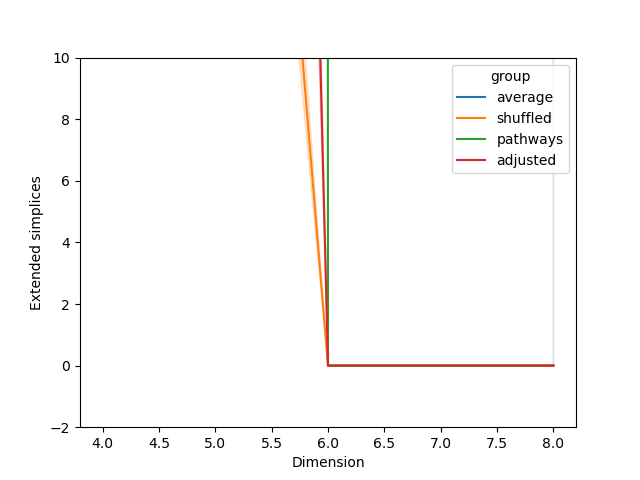 group
average
shuffled
pathways
adjusted
Extended simplices
10
8
6
4
2
0
−2
4.0 4.5 5.0 5.5 6.0 6.5 7.0 7.5 8.0
Dimension